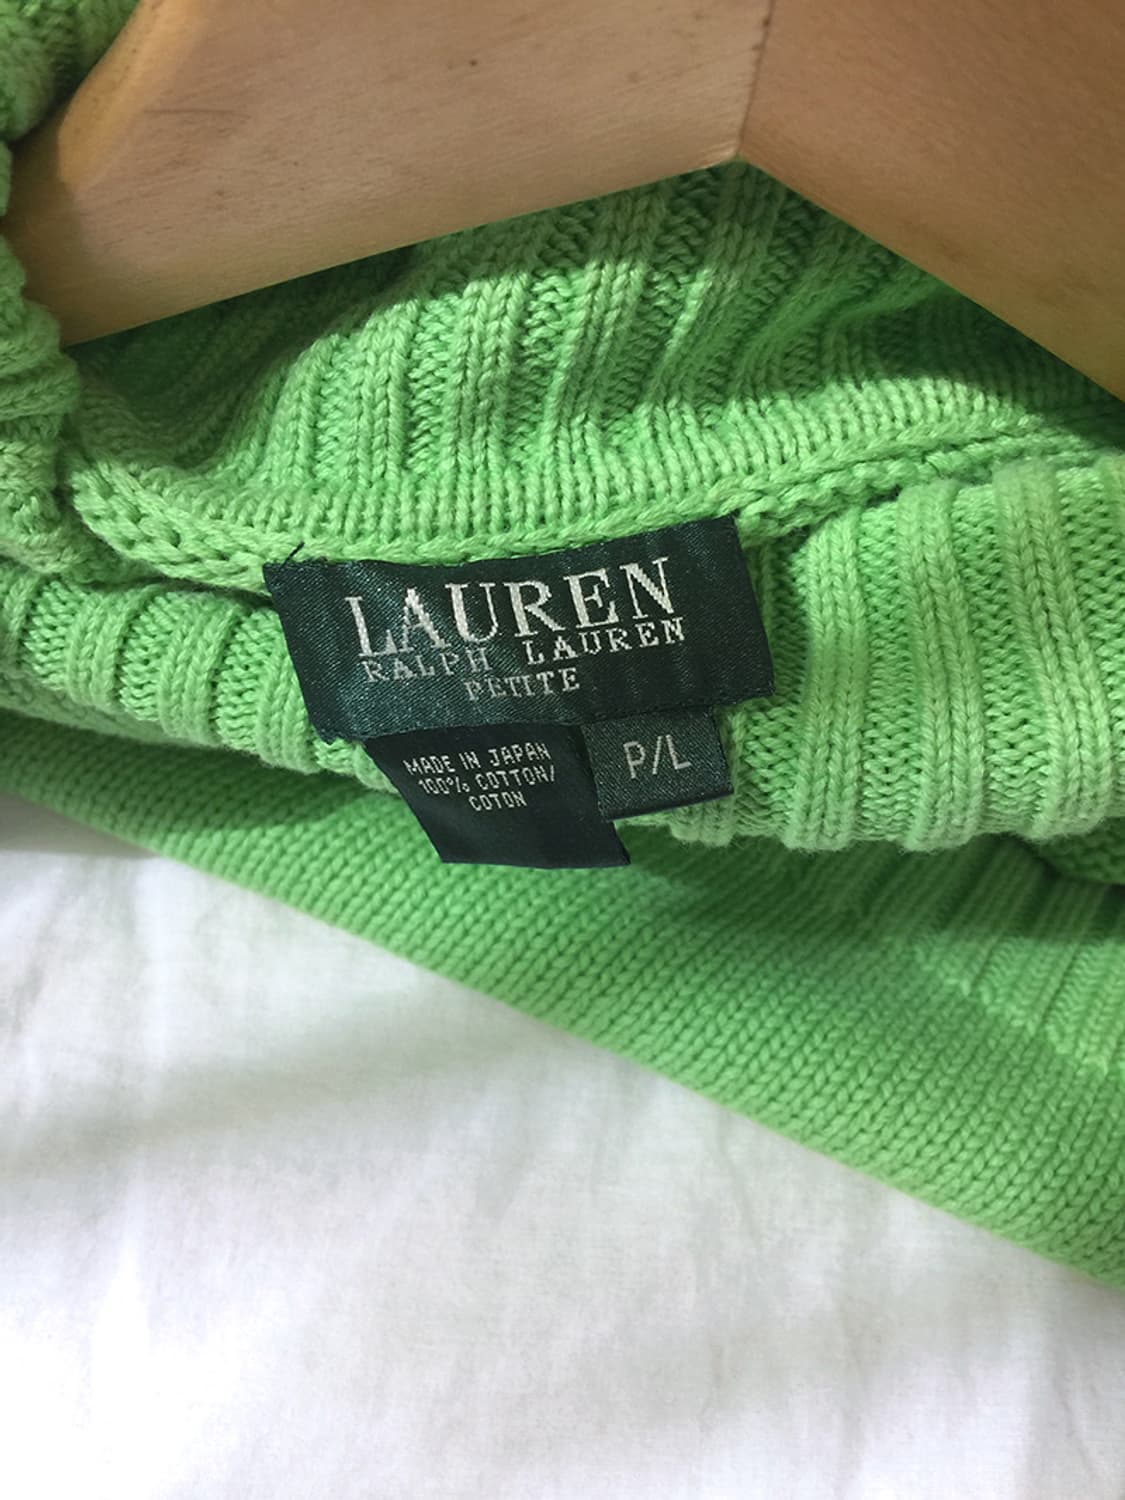 LAUREN
RALPH LAUREN
PETITE
MADE IN JAPAN
100% COTTON/
COTON
P/L